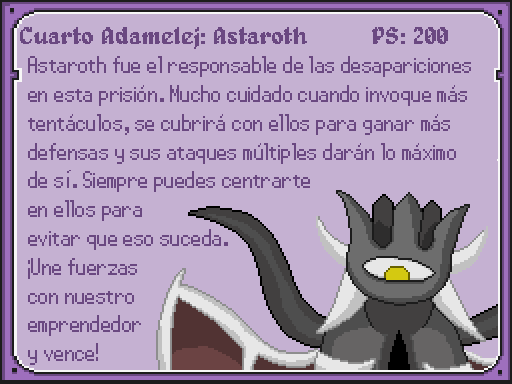 Cuarto Adamelej: Astaroth PS: 200
Astaroth fue el responsable de las desapariciones
en esta prisión. Mucho cuidado cuando invoque más
tentáculos, se cubrirá con ellos para ganar más
defensas y sus ataques múltiples darán lo máximo
de sí. Siempre puedes centrarte
en ellos para
evitar que eso suceda.
¡Une fuerzas
con nuestro
emprendedor
y vence!